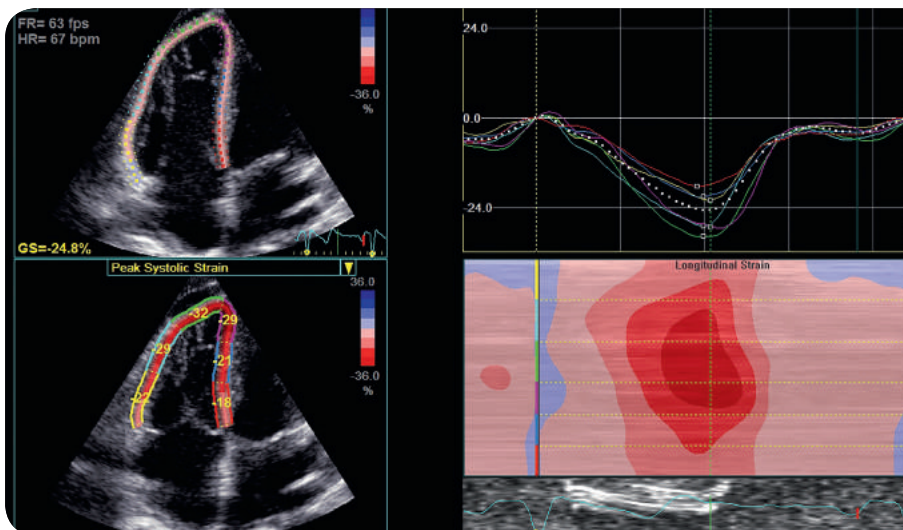 FR= 63 fps
HR= 67 bpm
-36.0
%
GS=-24.8%
24.0
0.0
-24.0
Peak Systolic Strain
36.0
-36.0
%
-32
-29
-29
-21
-22
-18
Longitudinal Strain